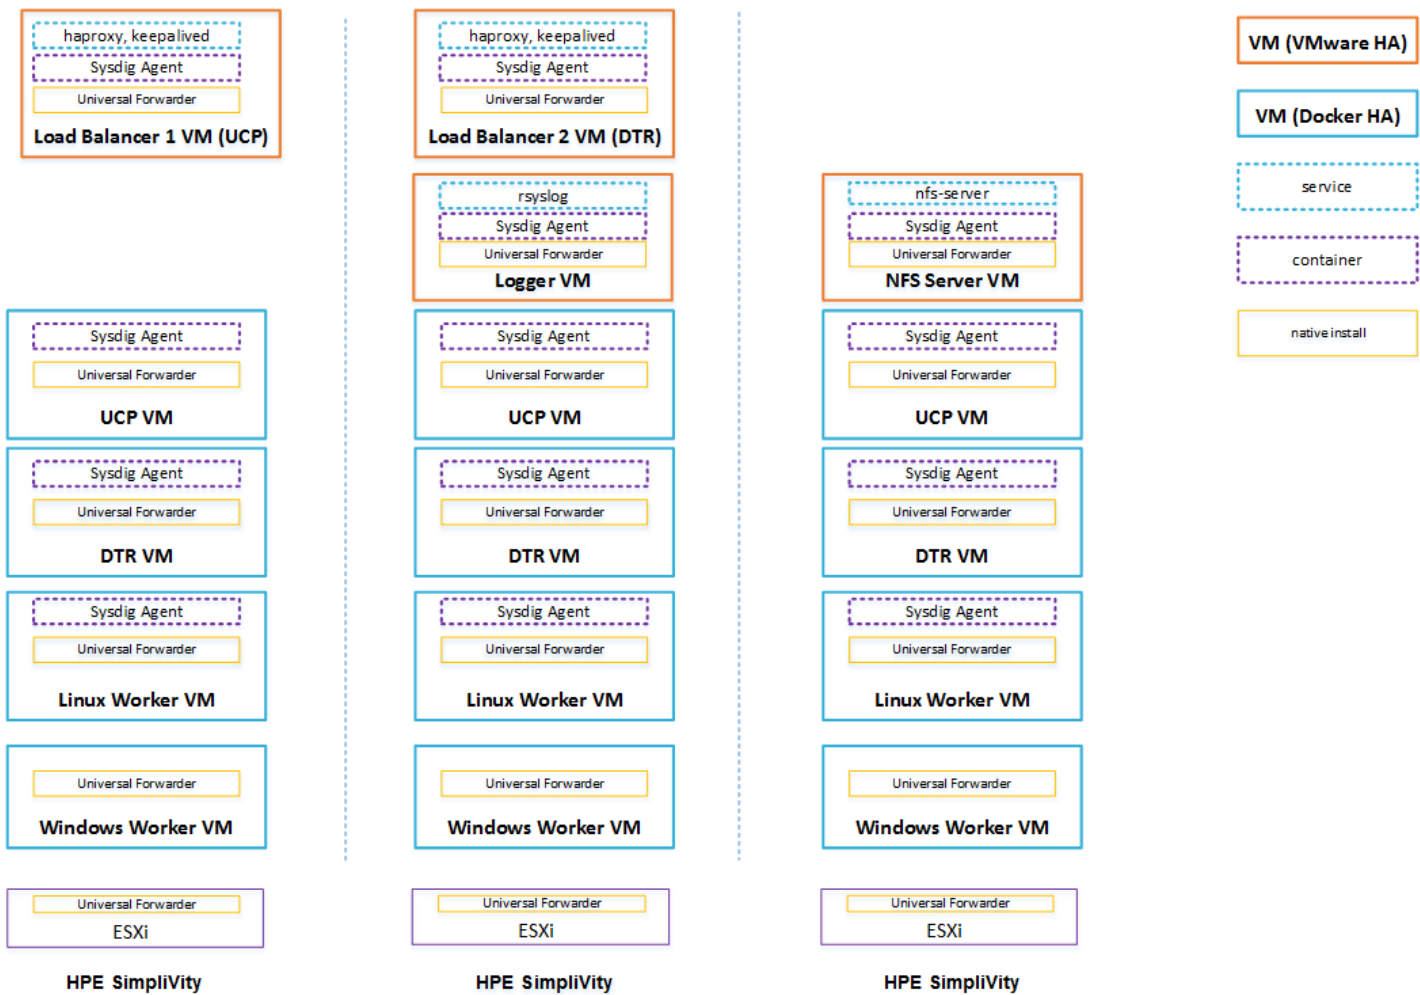 haproxy, keepalived
Sysdig Agent
Universal Forwarder
Load Balancer 1 VM (UCP)
Sysdig Agent
Universal Forwarder
UCP VM
Sysdig Agent
Universal Forwarder
DTR VM
Sysdig Agent
Universal Forwarder
Linux Worker VM
Universal Forwarder
Windows Worker VM
Universal Forwarder
ESXi
HPE SimpliVity
haproxy, keepalived
Sysdig Agent
Universal Forwarder
Load Balancer 2 VM (DTR)
rsyslog
Sysdig Agent
Universal Forwarder
Logger VM
Sysdig Agent
Universal Forwarder
UCP VM
Sysdig Agent
Universal Forwarder
DTR VM
Sysdig Agent
Universal Forwarder
Linux Worker VM
Universal Forwarder
Windows Worker VM
Universal Forwarder
ESXi
HPE SimpliVity
nfs-server
Sysdig Agent
Universal Forwarder
NFS Server VM
Sysdig Agent
Universal Forwarder
UCP VM
Sysdig Agent
Universal Forwarder
DTR VM
Sysdig Agent
Universal Forwarder
Linux Worker VM
Universal Forwarder
Windows Worker VM
Universal Forwarder
ESXi
HPE SimpliVity
VM (VMware HA)
VM (Docker HA)
service
container
native install